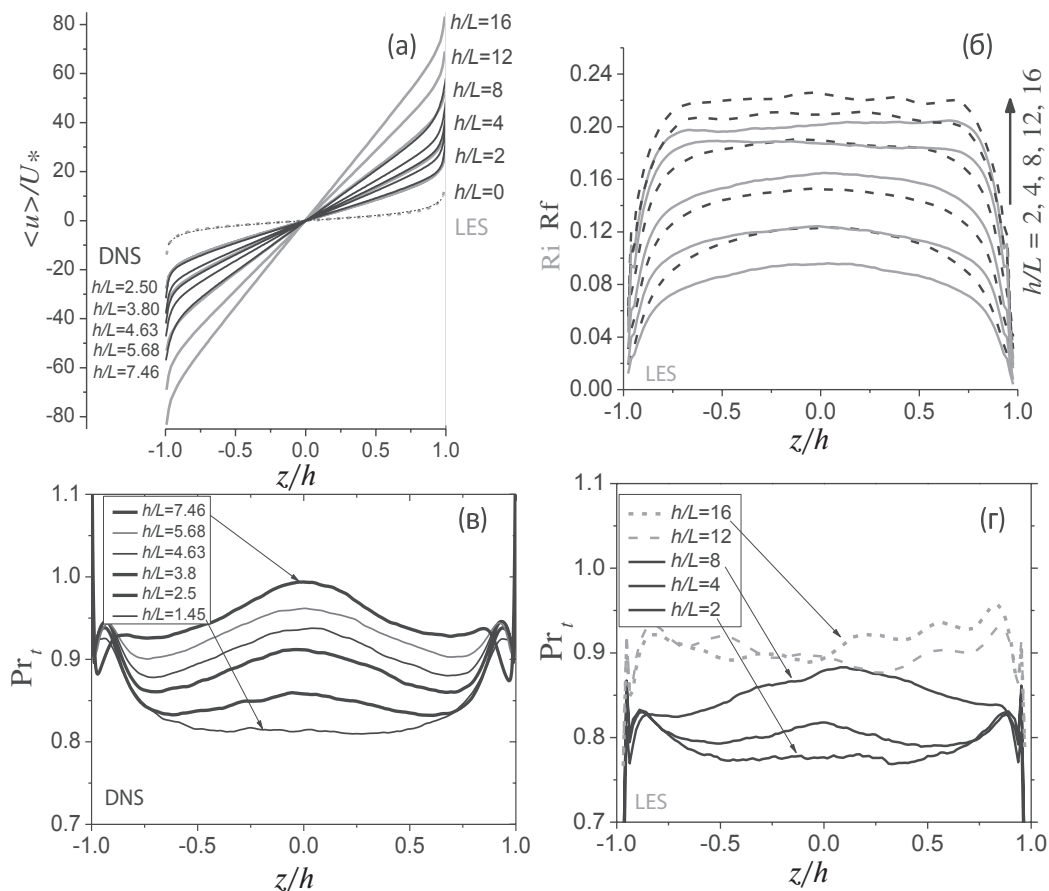 (а)
80
60
40
20
0
-20
-40
-60
-80
<u>/U*
h/L=16
h/L=12
h/L=8
h/L=4
h/L=2
h/L=0
LES
DNS
h/L=2.50
h/L=3.80
h/L=4.63
h/L=5.68
h/L=7.46
-1.0 -0.5 0.0 0.5 1.0
z/h
(б)
0.24
0.20
0.16
0.12
0.08
0.04
0.00
Ri Rf
h/L = 2, 4, 8, 12, 16
LES
-1.0 -0.5 0.0 0.5 1.0
z/h
(в)
1.1
1.0
0.9
0.8
0.7
Pr_t
h/L=7.46
h/L=5.68
h/L=4.63
h/L=3.8
h/L=2.5
h/L=1.45
DNS
-1.0 -0.5 0.0 0.5 1.0
z/h
(г)
1.1
1.0
0.9
0.8
0.7
Pr_t
h/L=16
h/L=12
h/L=8
h/L=4
h/L=2
LES
-1.0 -0.5 0.0 0.5 1.0
z/h